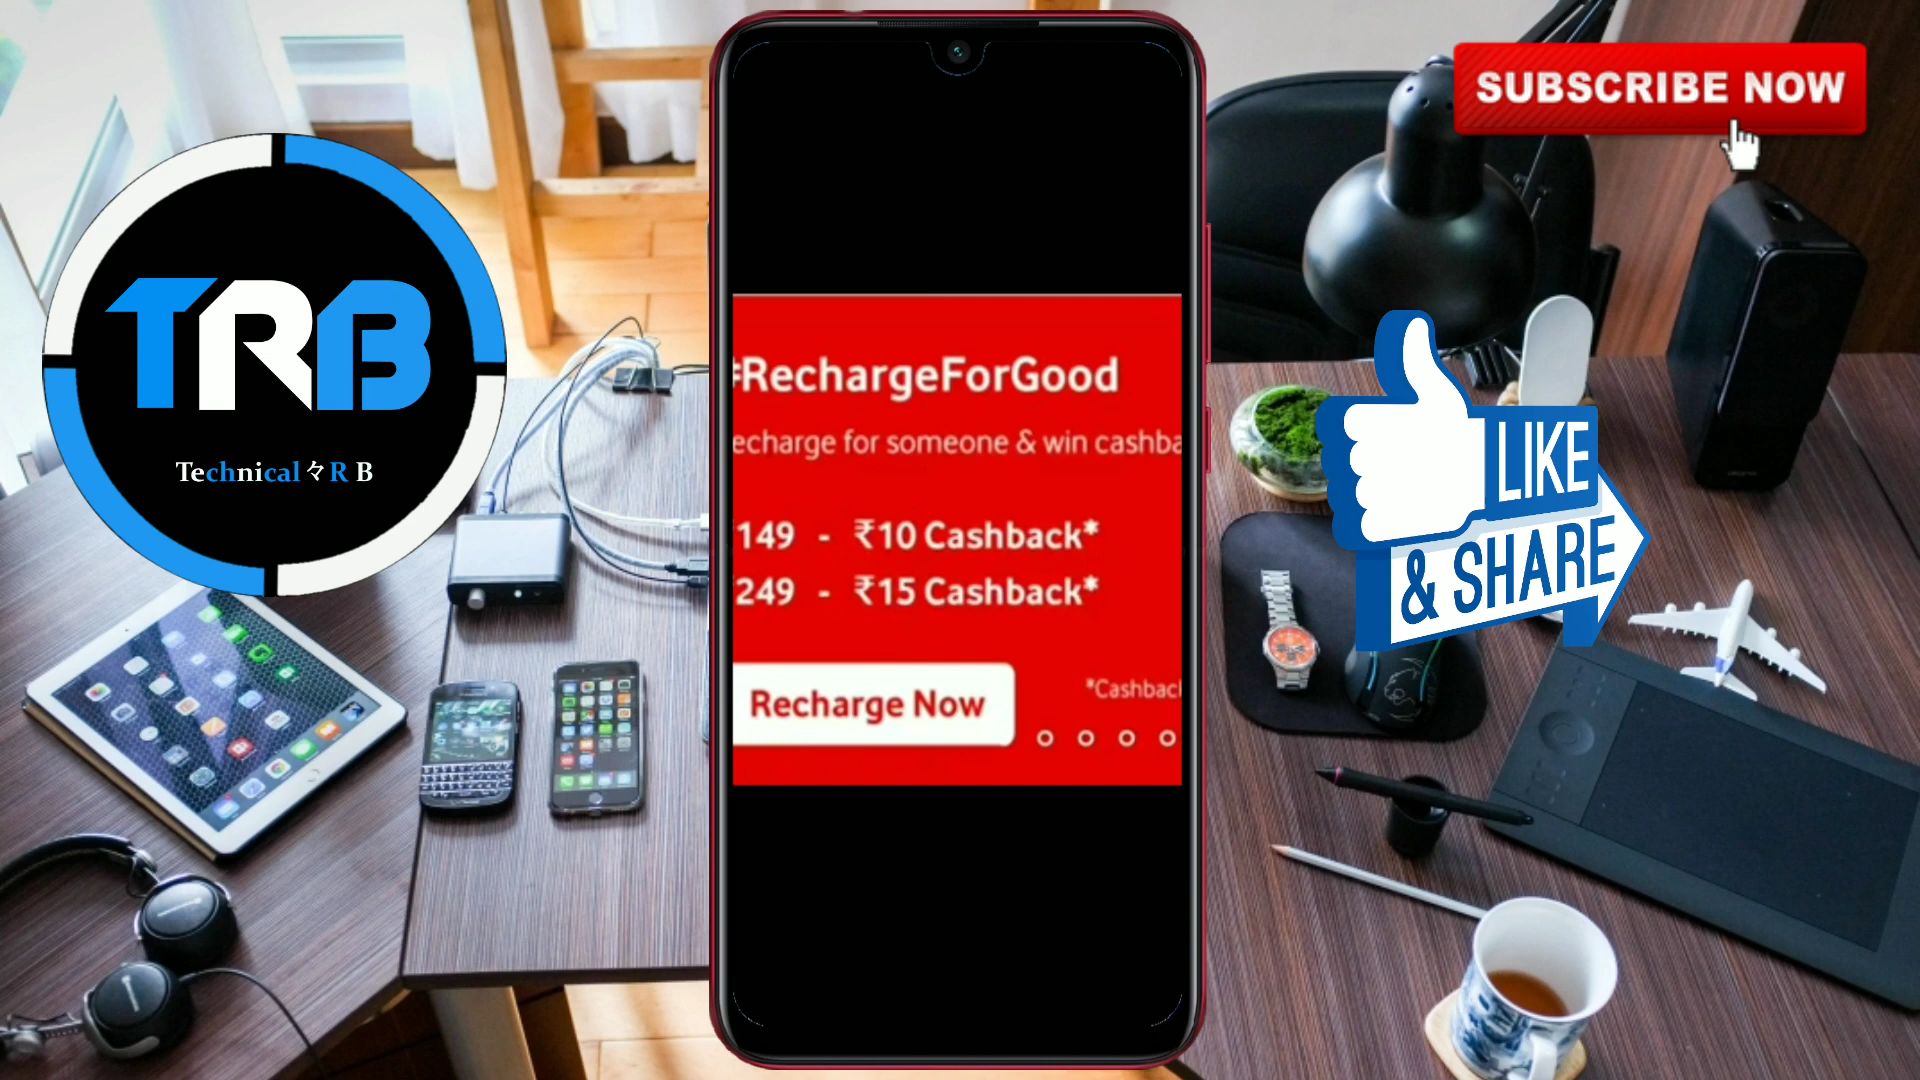 SUBSCRIBE NOW
TRB
Technical々R B
#RechargeForGood
echarge for someone & win cashba
149 - ₹10 Cashback*
249 - ₹15 Cashback*
Recharge Now
*Cashbac
LIKE
& SHARE